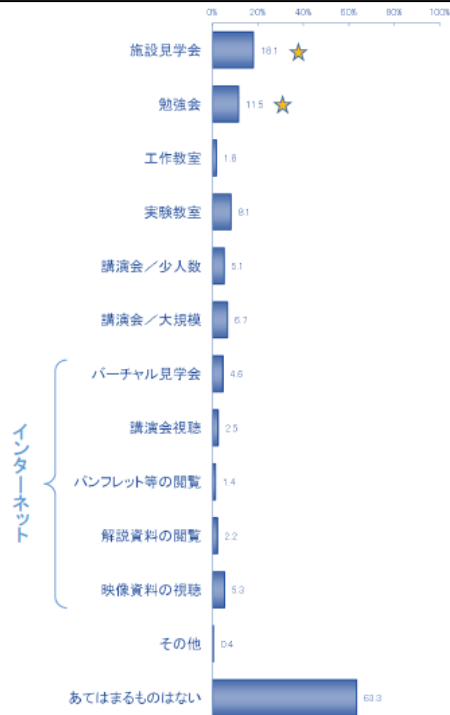 0% 20% 40% 60% 80% 100%
施設見学会 18.1
勉強会 11.5
工作教室 1.8
実験教室 8.1
講演会／少人数 5.1
講演会／大規模 6.7
インターネット
バーチャル見学会 4.6
講演会視聴 2.5
パンフレット等の閲覧 1.4
解説資料の閲覧 2.2
映像資料の視聴 5.3
その他 0.4
あてはまるものはない 63.3